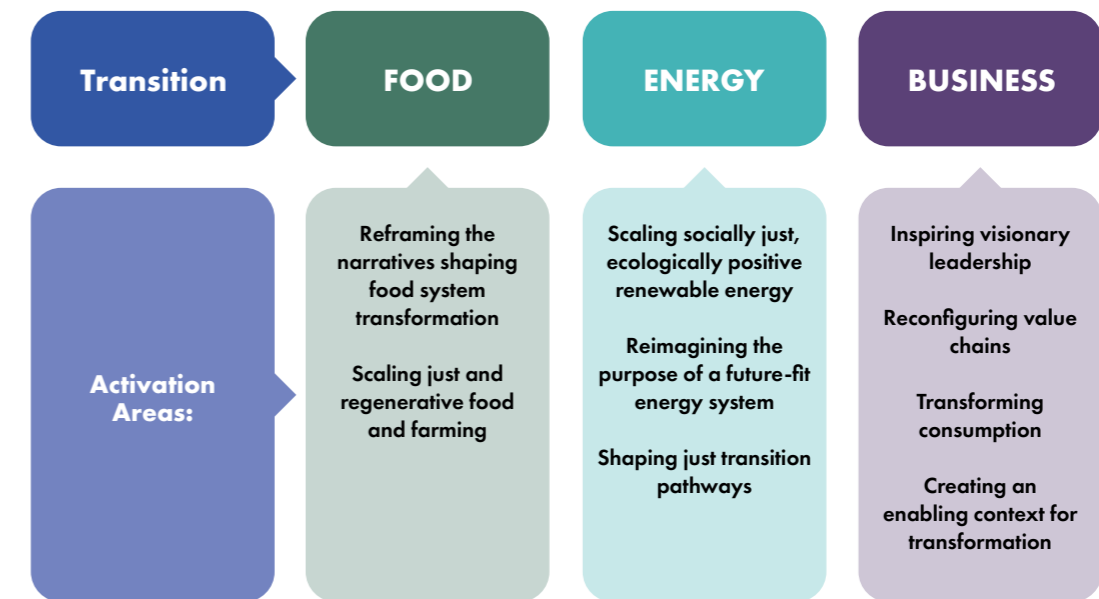 Transition
FOOD
ENERGY
BUSINESS
Activation
Areas:
Reframing the
narratives shaping
food system
transformation
Scaling just and
regenerative food
and farming
Scaling socially just,
ecologically positive
renewable energy
Reimagining the
purpose of a future-fit
energy system
Shaping just transition
pathways
Inspiring visionary
leadership
Reconfiguring value
chains
Transforming
consumption
Creating an
enabling context for
transformation